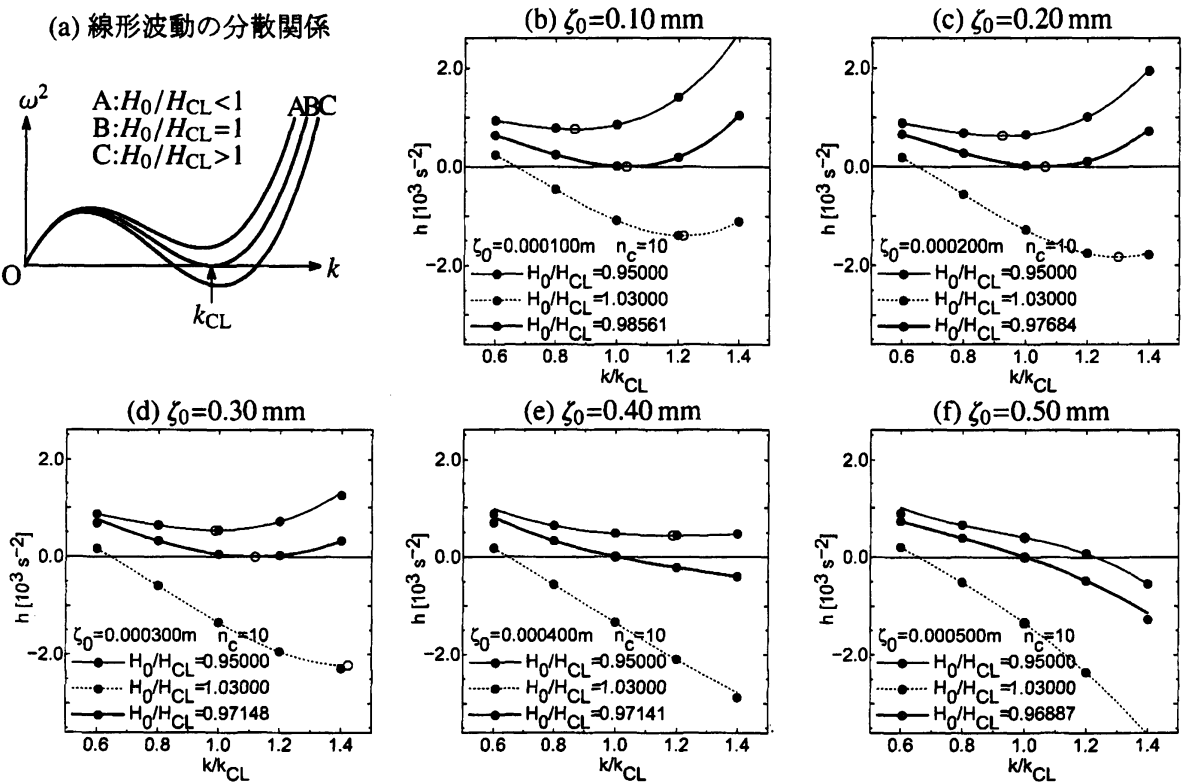 (a) 線形波動の分散関係
ω²
A:H₀/H_CL<1
B:H₀/H_CL=1
C:H₀/H_CL>1
ABC
O
k
k_CL
(b) ζ₀=0.10 mm
2.0
0.0
−2.0
h [10³ s⁻²]
ζ₀=0.000100m n_c=10
H₀/H_CL=0.95000
H₀/H_CL=1.03000
H₀/H_CL=0.98561
0.6 0.8 1.0 1.2 1.4
k/k_CL
(c) ζ₀=0.20 mm
2.0
0.0
−2.0
h [10³ s⁻²]
ζ₀=0.000200m n_c=10
H₀/H_CL=0.95000
H₀/H_CL=1.03000
H₀/H_CL=0.97684
0.6 0.8 1.0 1.2 1.4
k/k_CL
(d) ζ₀=0.30 mm
2.0
0.0
−2.0
h [10³ s⁻²]
ζ₀=0.000300m n_c=10
H₀/H_CL=0.95000
H₀/H_CL=1.03000
H₀/H_CL=0.97148
0.6 0.8 1.0 1.2 1.4
k/k_CL
(e) ζ₀=0.40 mm
2.0
0.0
−2.0
h [10³ s⁻²]
ζ₀=0.000400m n_c=10
H₀/H_CL=0.95000
H₀/H_CL=1.03000
H₀/H_CL=0.97141
0.6 0.8 1.0 1.2 1.4
k/k_CL
(f) ζ₀=0.50 mm
2.0
0.0
−2.0
h [10³ s⁻²]
ζ₀=0.000500m n_c=10
H₀/H_CL=0.95000
H₀/H_CL=1.03000
H₀/H_CL=0.96887
0.6 0.8 1.0 1.2 1.4
k/k_CL